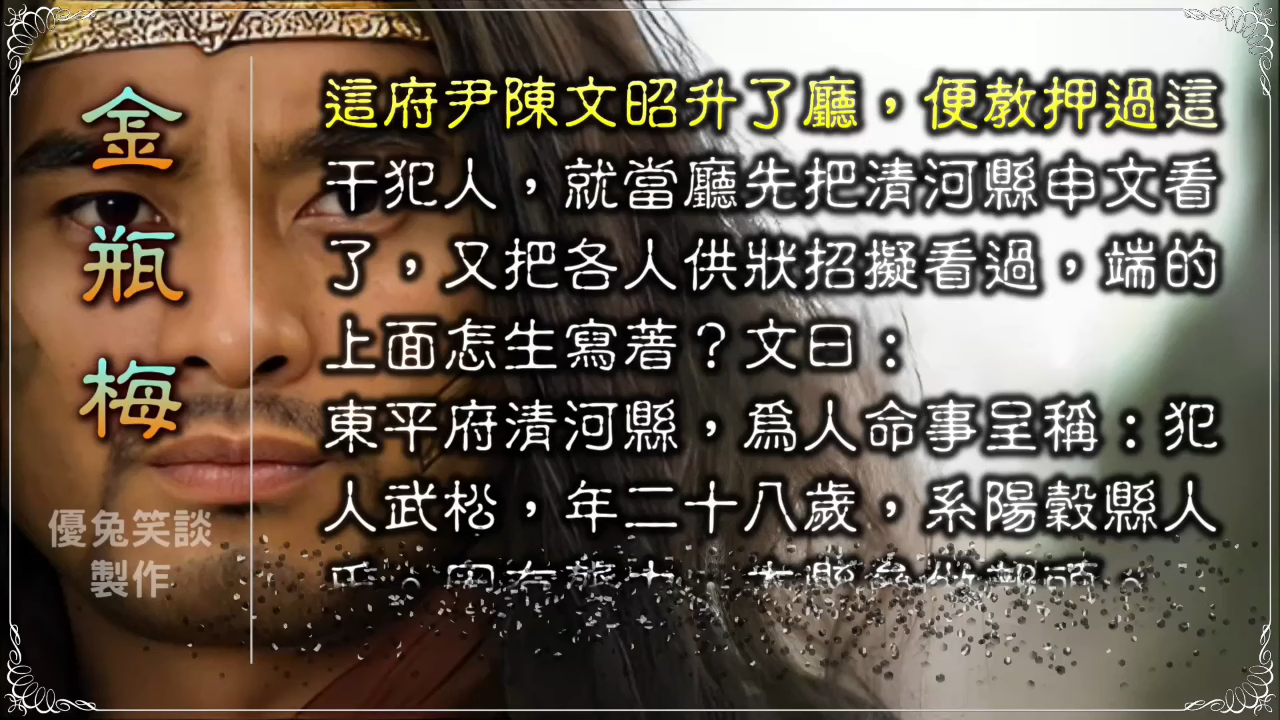 金瓶梅
優兔笑談
製作
這府尹陳文昭升了廳，便教押過這
干犯人，就當廳先把清河縣申文看
了，又把各人供狀招擬看過，端的
上面怎生寫著？文曰：
東平府清河縣，為人命事呈稱：犯
人武松，年二十八歲，系陽穀縣人